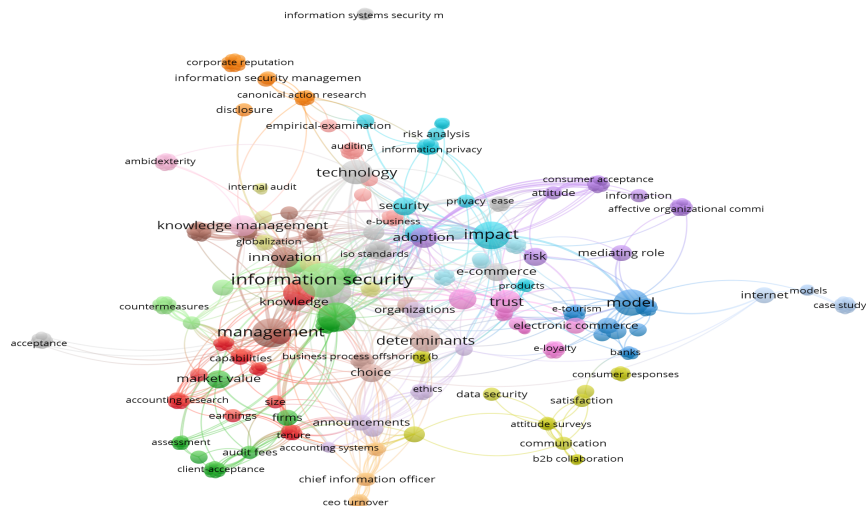 information systems security m
corporate reputation
information security managemen
canonical action research
disclosure
empirical-examination
risk analysis
auditing
information privacy
ambidexterity
technology
consumer acceptance
internal audit
attitude
information
privacy
ease
security
affective organizational commi
e-business
knowledge management
adoption
impact
globalization
iso standards
innovation
risk
mediating role
e-commerce
information security
products
internet
models
knowledge
trust
model
case study
countermeasures
organizations
e-tourism
management
electronic commerce
acceptance
determinants
e-loyalty
banks
capabilities
business process offshoring (b
choice
market value
consumer responses
ethics
data security
accounting research
size
satisfaction
earnings
firms
announcements
attitude surveys
tenure
assessment
accounting systems
communication
audit fees
b2b collaboration
client-acceptance
chief information officer
ceo turnover